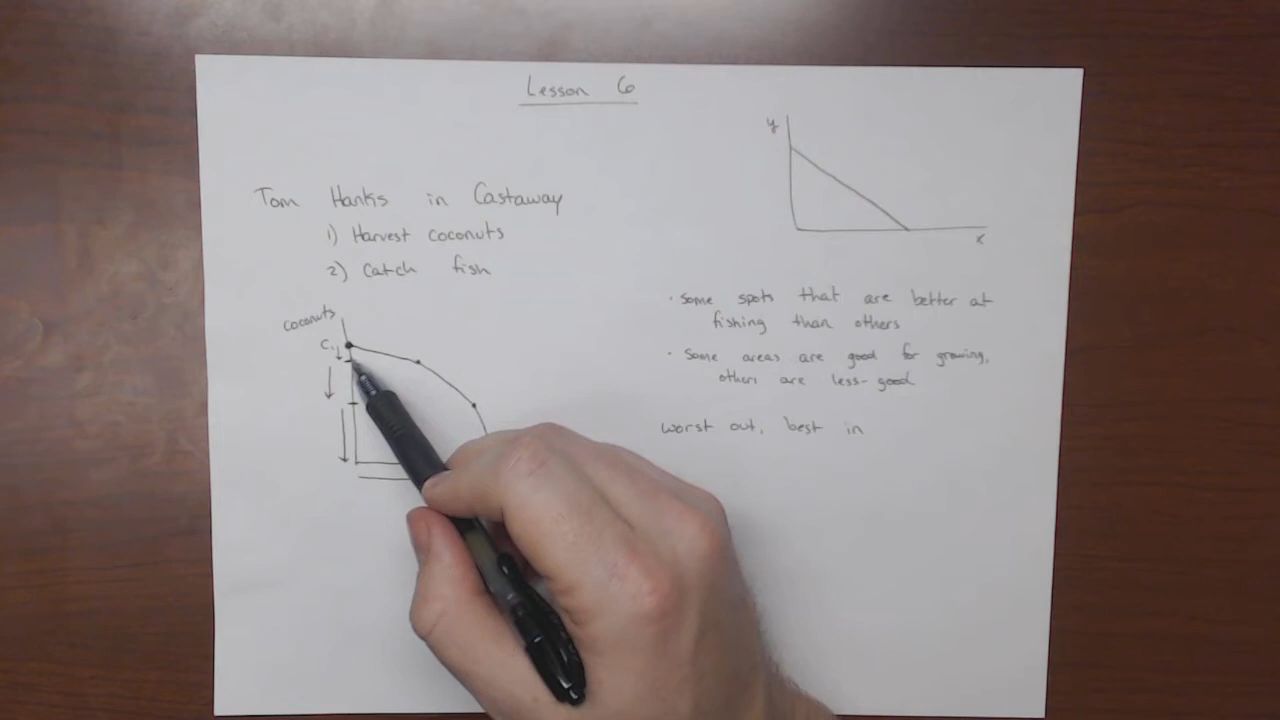 Lesson 6
Tom Hanks in Castaway
1) Harvest coconuts
2) Catch fish
coconuts
C₁
y
x
· Some spots that are better at
fishing than others
· Some areas are good for growing,
others are less-good
worst out, best in